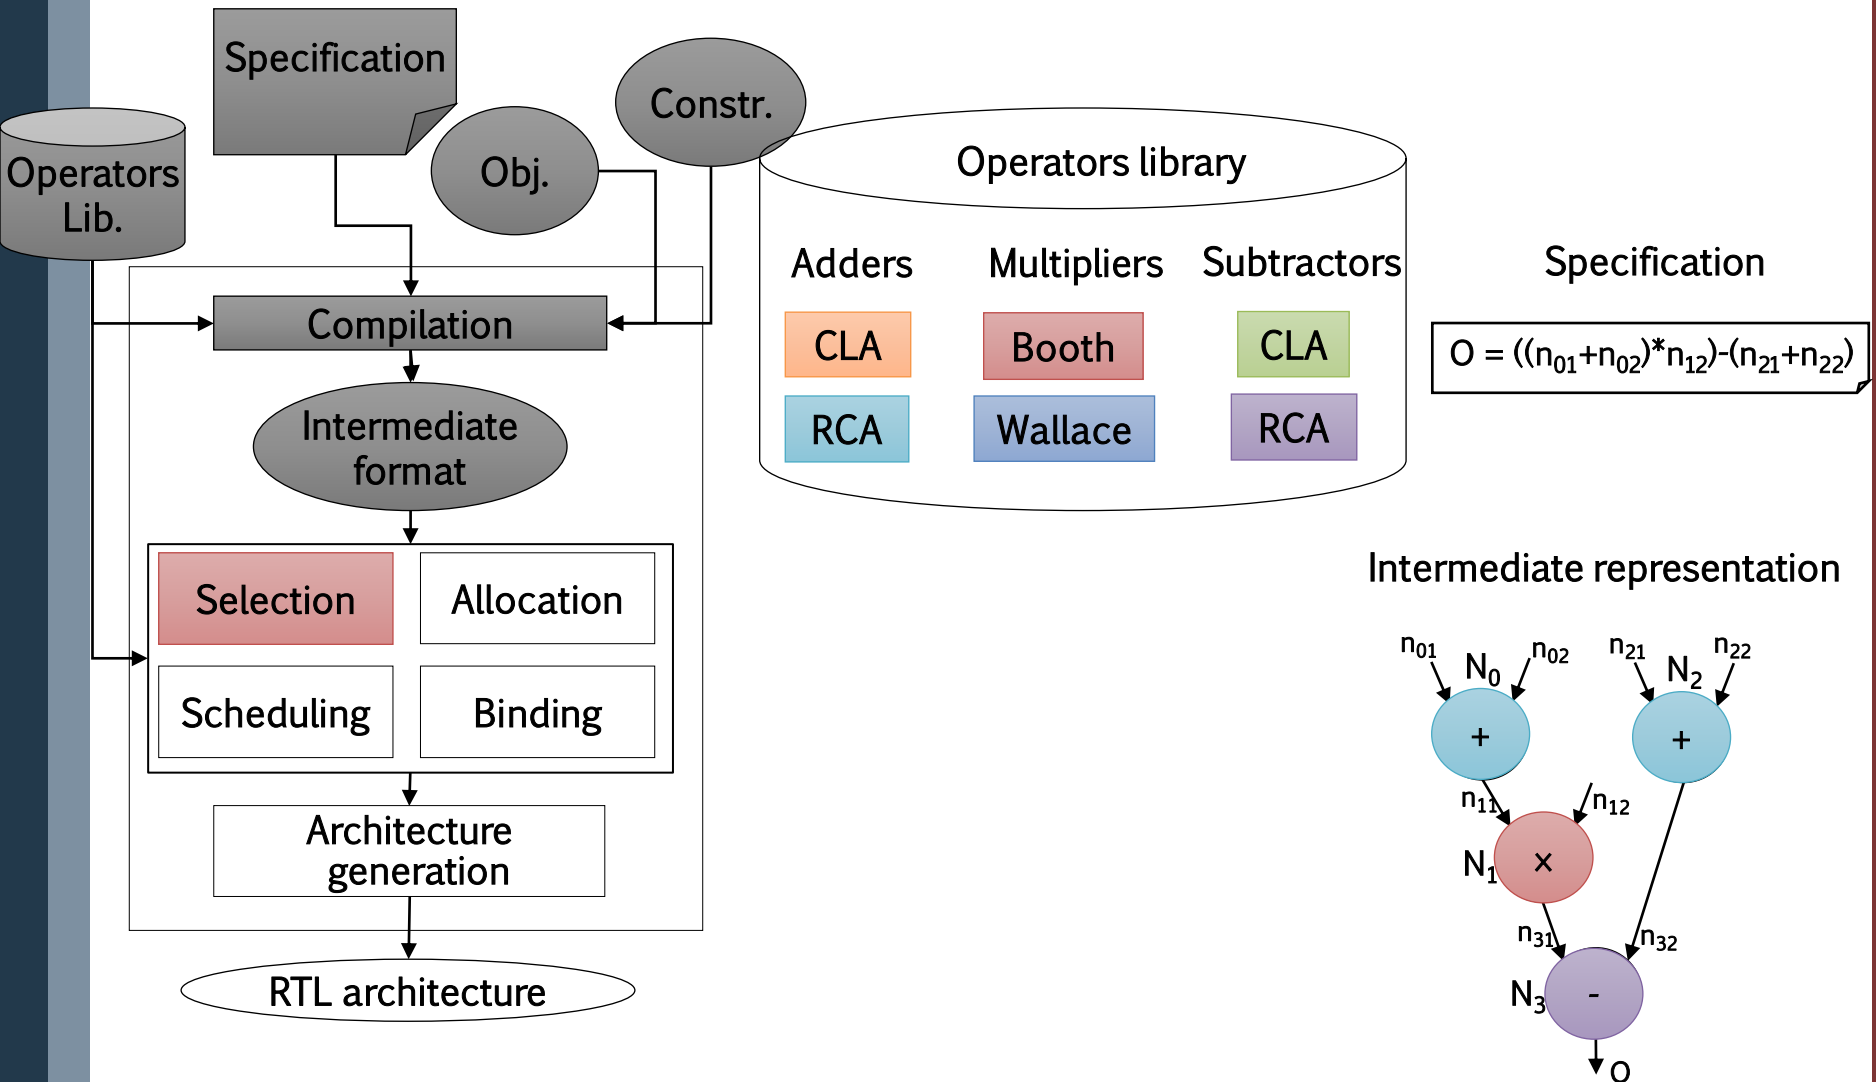 Specification
Constr.
Obj.
Operators
Lib.
Compilation
Intermediate
format
Selection
Allocation
Scheduling
Binding
Architecture
generation
RTL architecture
Operators library
Adders
Multipliers
Subtractors
CLA
Booth
CLA
RCA
Wallace
RCA
Specification
O = ((n₀₁+n₀₂)*n₁₂)-(n₂₁+n₂₂)
Intermediate representation
n₀₁
N₀
n₀₂
n₂₁
N₂
n₂₂
+
+
n₁₁
n₁₂
N₁
x
n₃₁
n₃₂
N₃
-
O